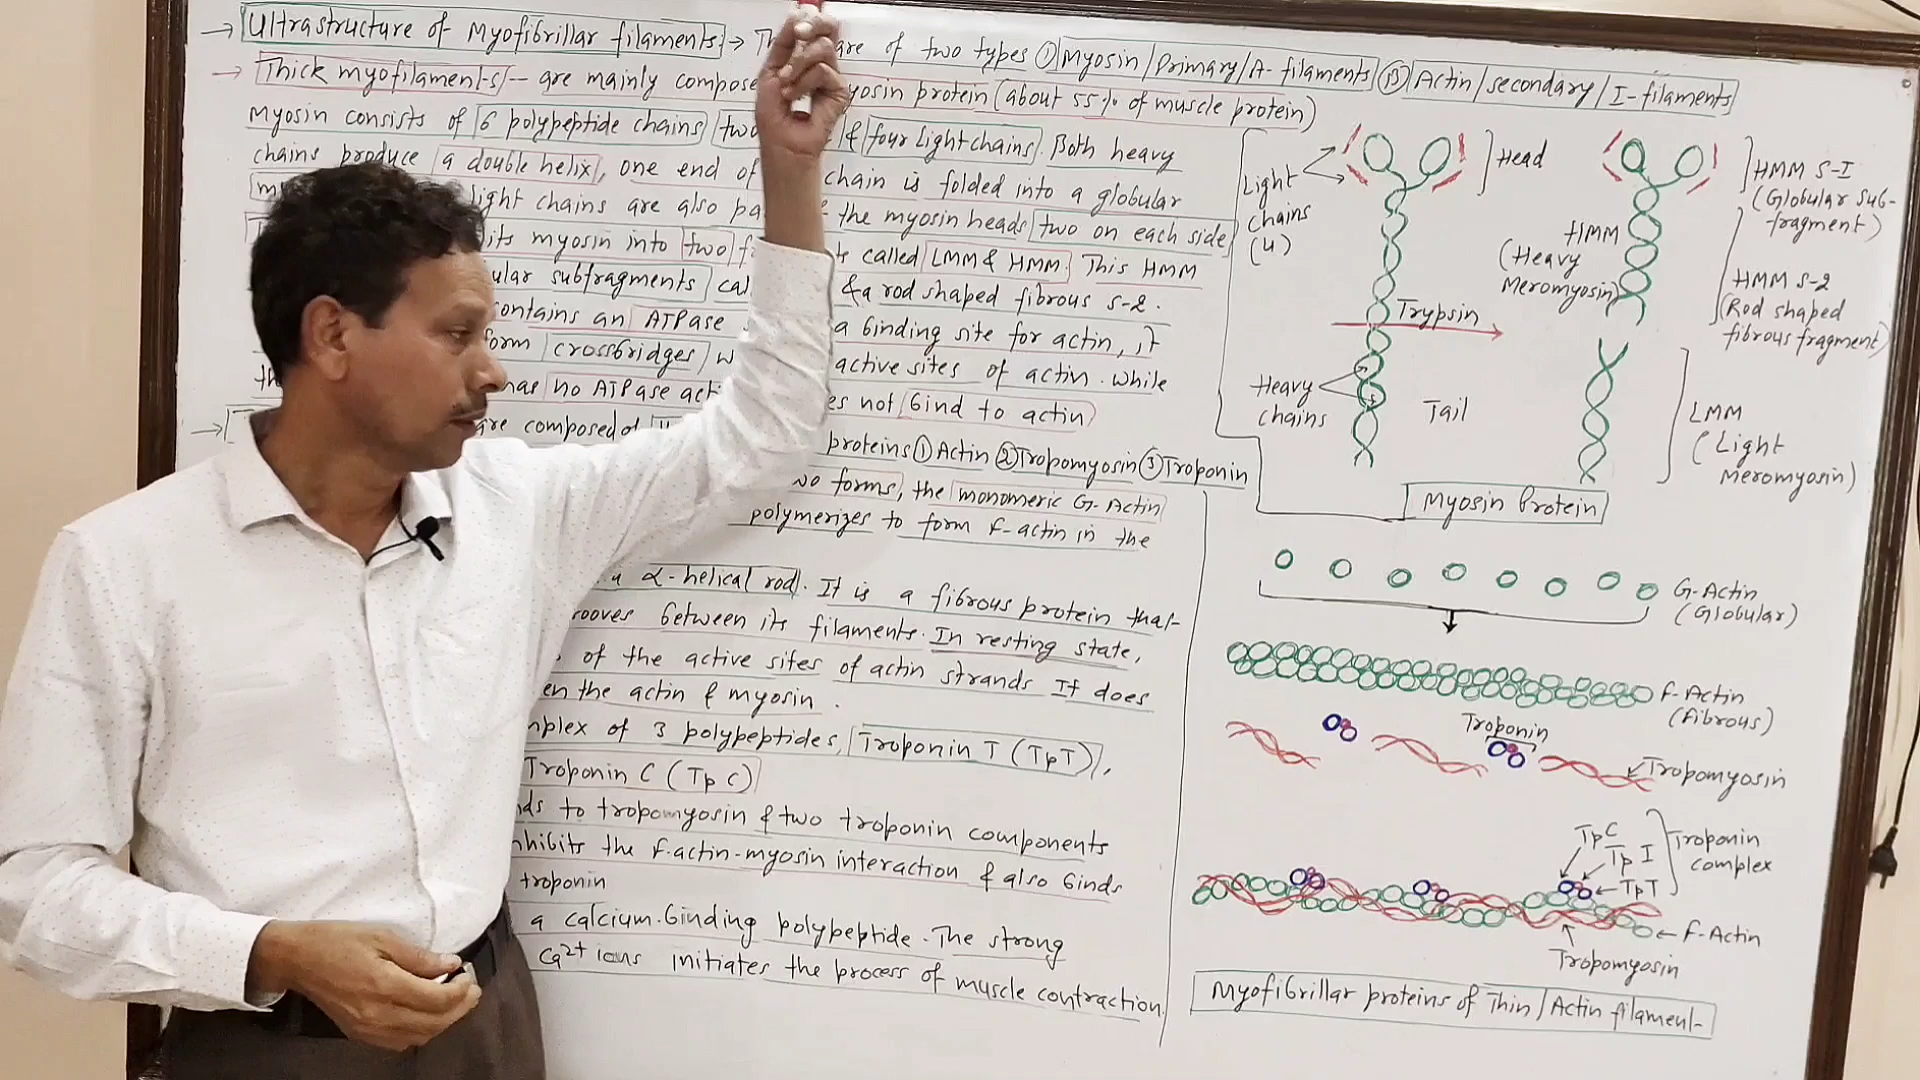 → Ultrastructure of Myofibrillar filaments → Th are of two types ① Myosin/Primary/A-filaments ② Actin/secondary/I-filaments
→ Thick myofilaments -- are mainly compose yosin protein (about 55% of muscle protein)
Myosin consists of 6 polypeptide chains two & four Light chains. Both heavy
chains produce a double helix, one end of chain is folded into a globular
m ight chains are also pa the myosin heads two on each side
its myosin into two f called LMM & HMM. This HMM
ular subfragments cal & a rod shaped fibrous S-2.
ontains an ATPase a binding site for actin, it
orm crossbridges w active sites of actin. While
th has no ATPase act es not bind to actin
→ are composed of proteins ① Actin ② Tropomyosin ③ Troponin
wo forms, the monomeric G-Actin
polymerizes to form F-actin in the
α-helical rod. It is a fibrous protein that
rooves between its filaments. In resting state,
of the active sites of actin strands It does
en the actin & myosin.
mplex of 3 polypeptides, Troponin T (TpT),
Troponin C (Tp C)
nds to tropomyosin & two troponin components
nhibits the F.actin-myosin interaction & also binds
troponin
a calcium.binding polypeptide. The strong
Ca2+ ions initiates the process of muscle contraction.
Light
chains
(4)
Head
Trypsin
Heavy
chains
Tail
HMM
(Heavy
Meromyosin)
HMM S-I
(Globular sub-
fragment)
HMM S-2
(Rod shaped
fibrous fragment)
LMM
(Light
Meromyosin)
Myosin Protein
G-Actin
(Globular)
F-Actin
(Fibrous)
Troponin
Tropomyosin
TpC
Tp I
TpT
Troponin
complex
F-Actin
Tropomyosin
Myofibrillar proteins of Thin/Actin filament-